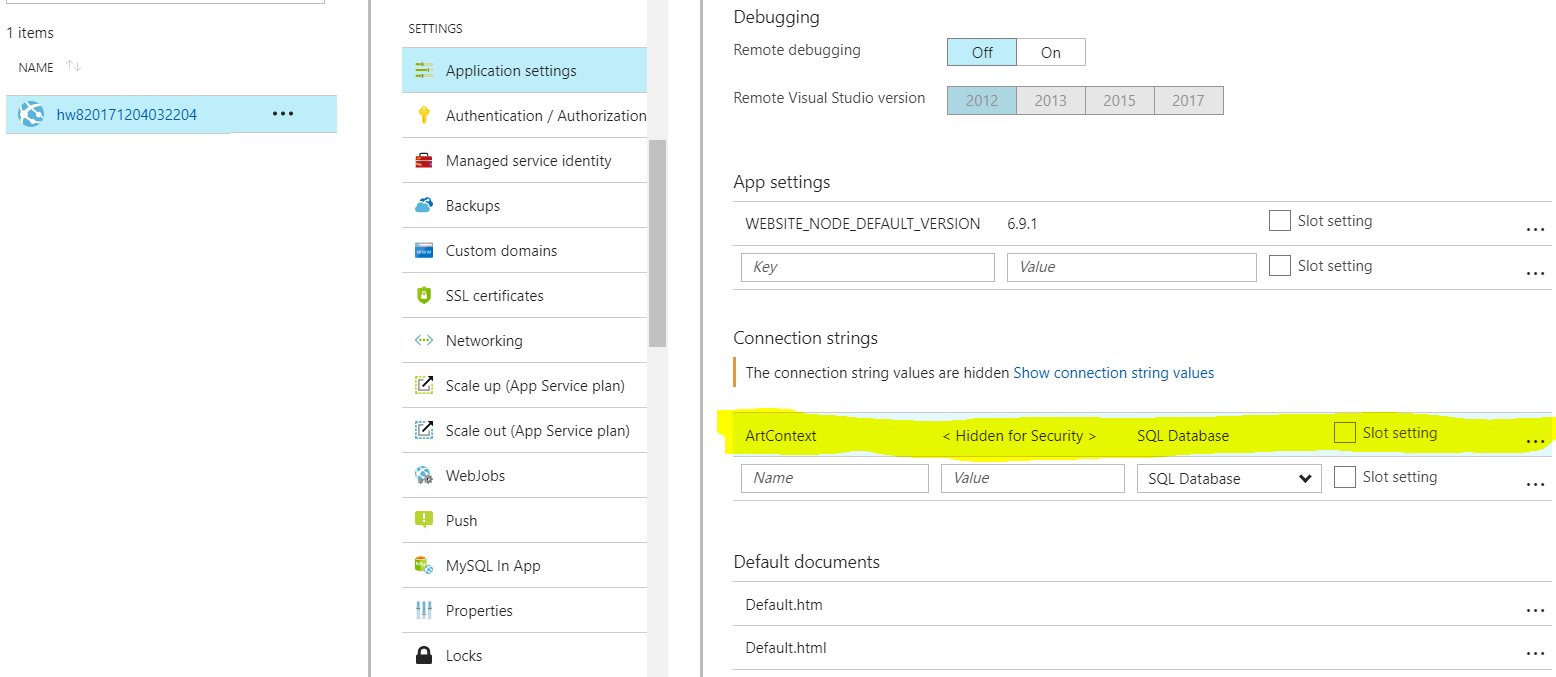 1 items
NAME
hw820171204032204
...
SETTINGS
Application settings
Authentication / Authorization
Managed service identity
Backups
Custom domains
SSL certificates
Networking
Scale up (App Service plan)
Scale out (App Service plan)
WebJobs
Push
MySQL In App
Properties
Locks
Debugging
Remote debugging Off On
Remote Visual Studio version 2012 2013 2015 2017
App settings
WEBSITE_NODE_DEFAULT_VERSION 6.9.1 Slot setting ...
Key Value Slot setting ...
Connection strings
The connection string values are hidden Show connection string values
ArtContext < Hidden for Security > SQL Database Slot setting ...
Name Value SQL Database Slot setting ...
Default documents
Default.htm ...
Default.html ...